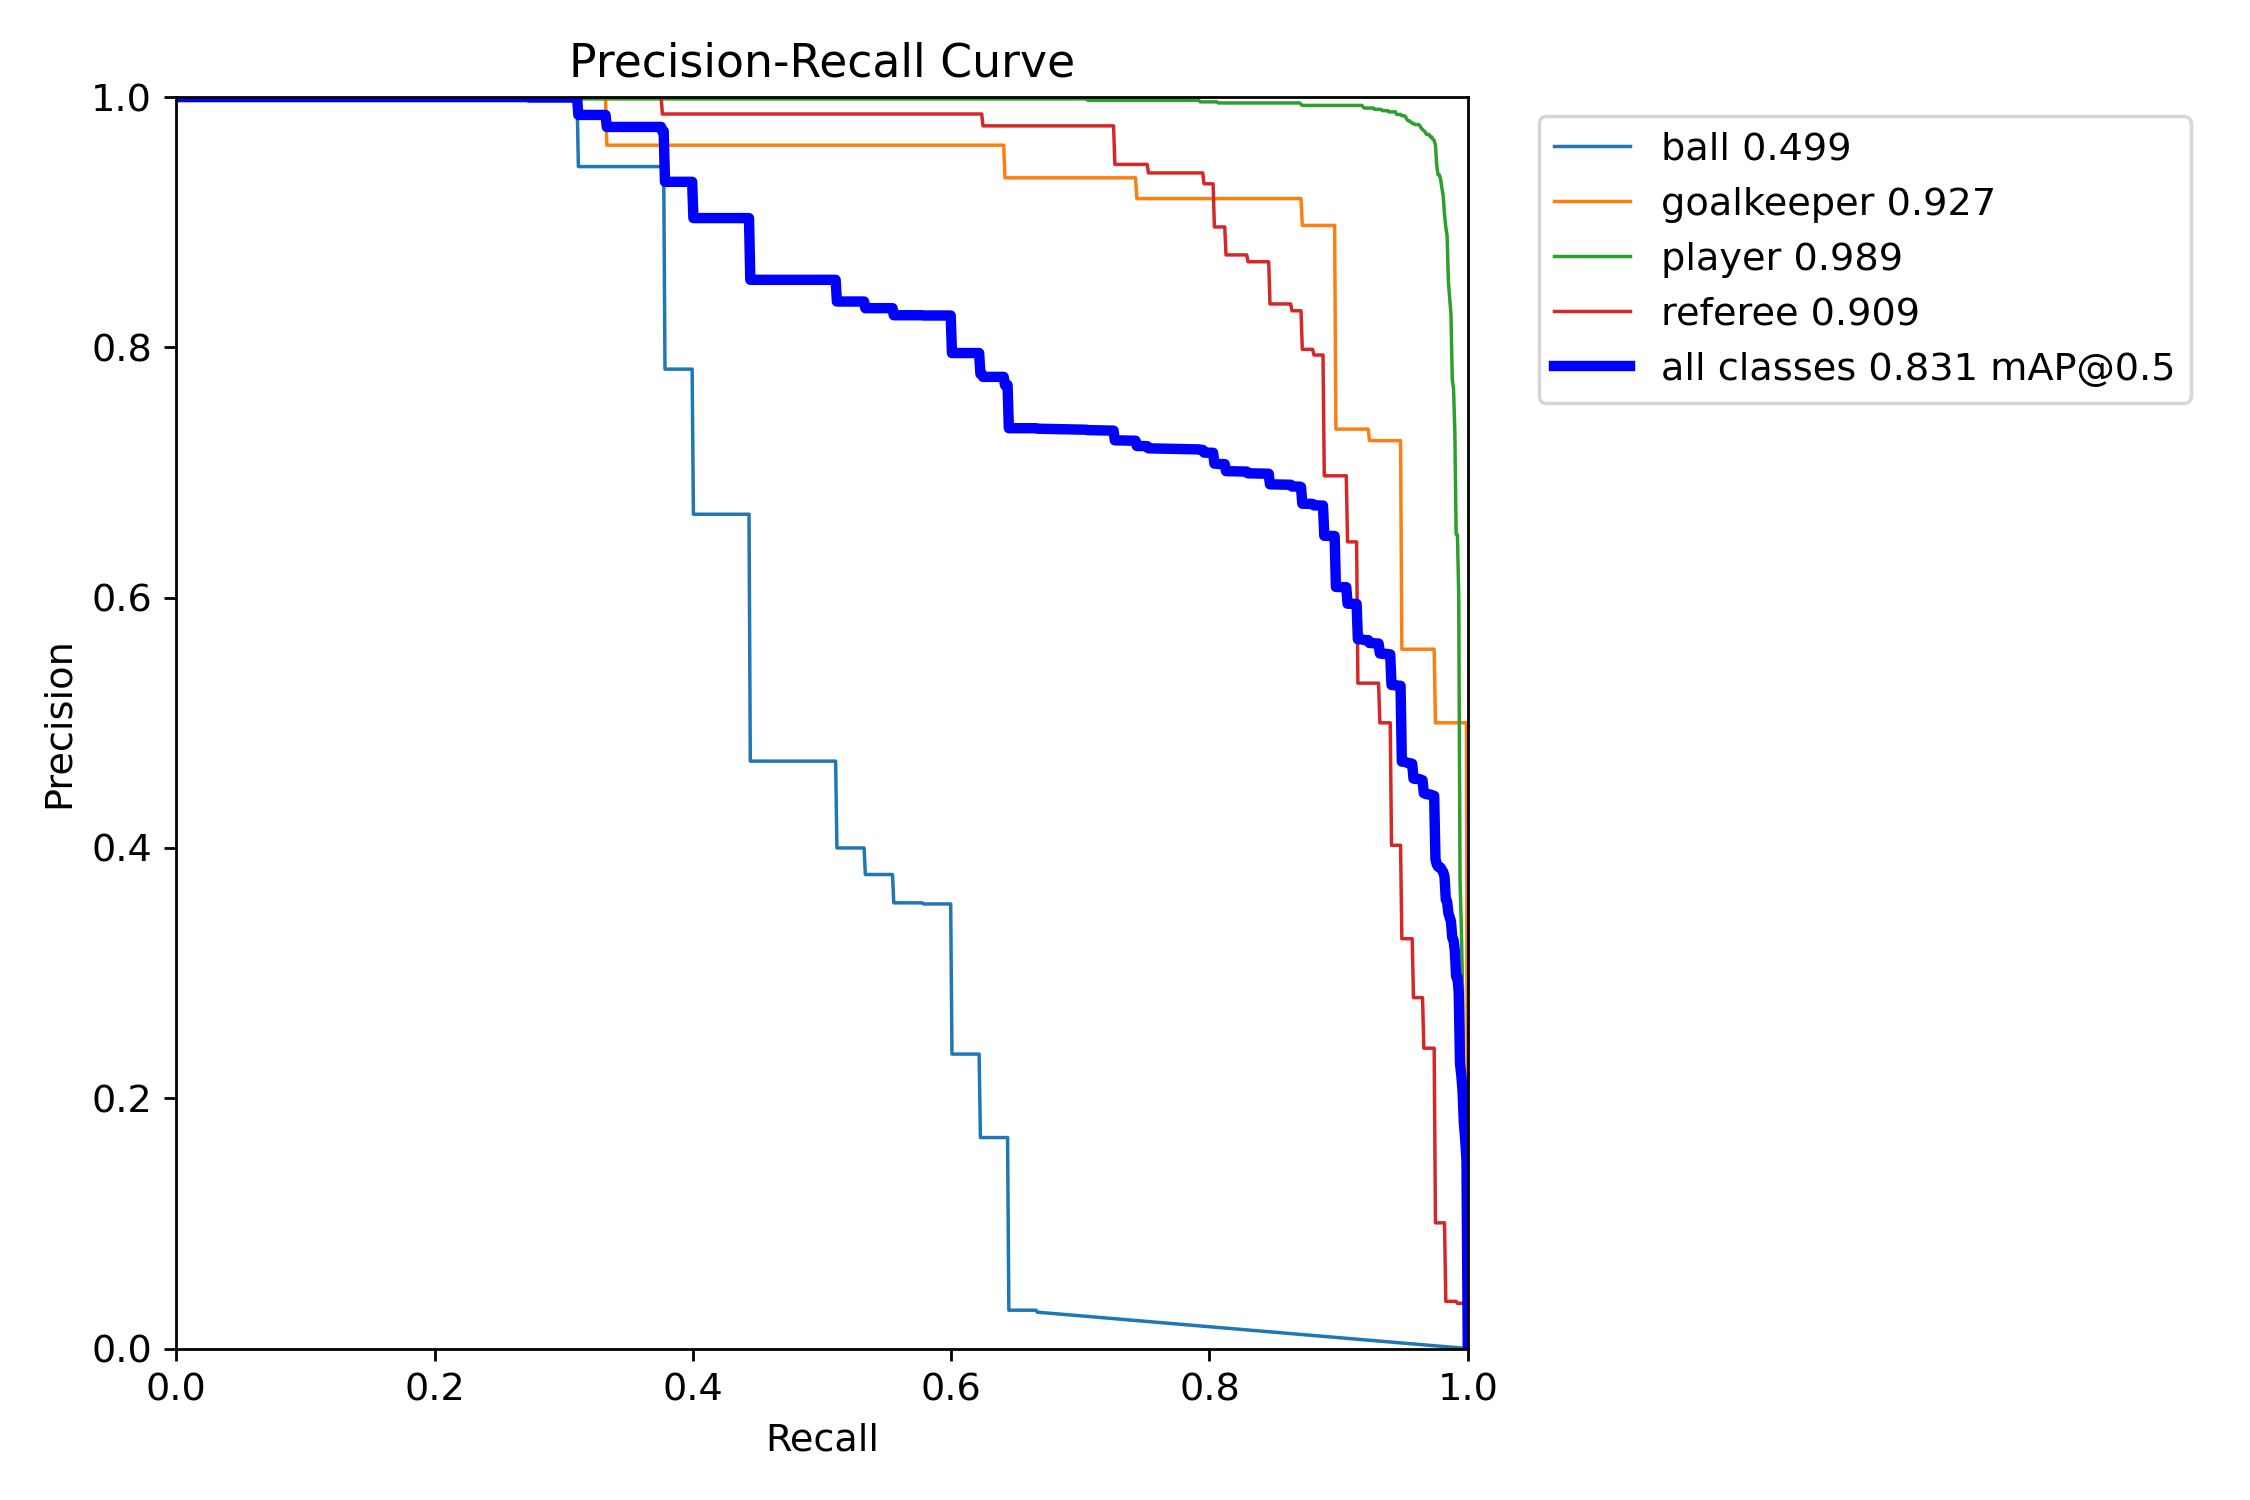 Precision-Recall Curve
1.0
0.8
0.6
0.4
0.2
0.0
Precision
0.0 0.2 0.4 0.6 0.8 1.0
Recall
ball 0.499
goalkeeper 0.927
player 0.989
referee 0.909
all classes 0.831 mAP@0.5